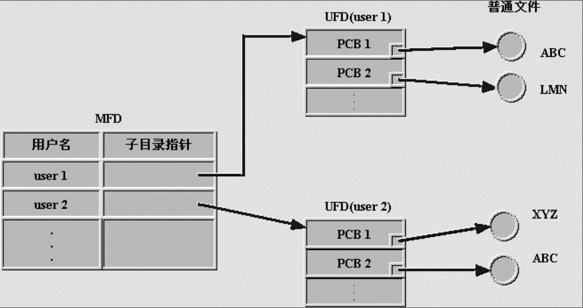 普通文件
UFD(user 1)
PCB 1
ABC
PCB 2
LMN
MFD
用户名
子目录指针
user 1
user 2
UFD(user 2)
PCB 1
XYZ
PCB 2
ABC